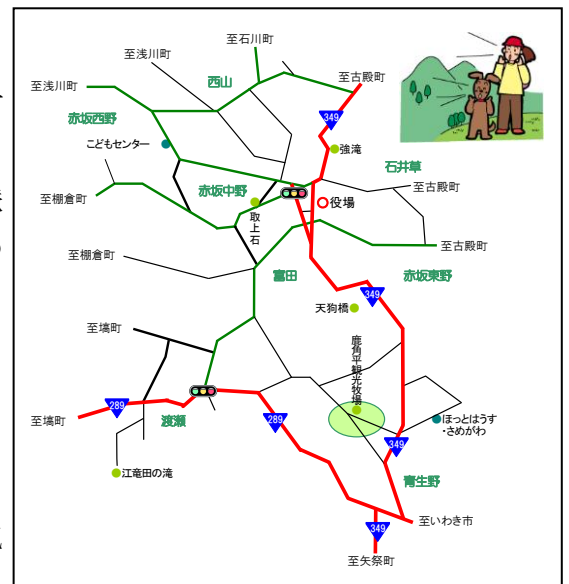 至石川町
至浅川町
西山
至古殿町
至浅川町
349
赤坂西野
こどもセンター
強滝
石井草
赤坂中野
至古殿町
至棚倉町
役場
取上石
至古殿町
至棚倉町
富田
赤坂東野
349
天狗橋
至塙町
鹿角平観光牧場
289
289
至塙町
渡瀬
ほっとはうす
・さめがわ
349
江竜田の滝
青生野
至いわき市
349
至矢祭町